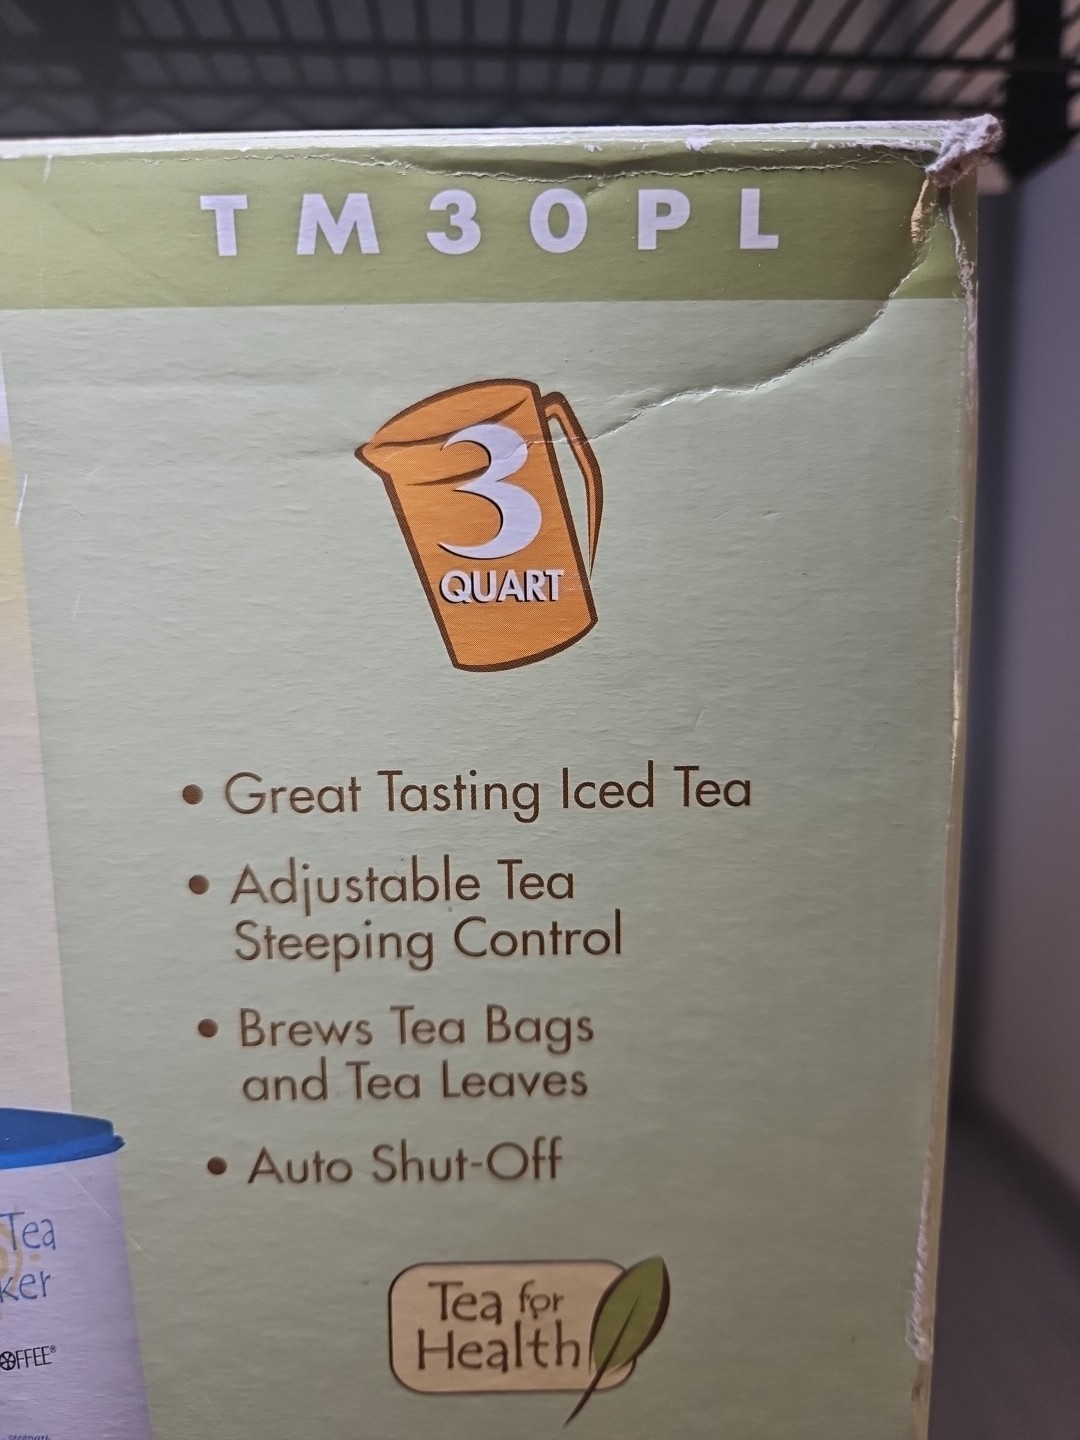 TM30PL
3
QUART
• Great Tasting Iced Tea
• Adjustable Tea
Steeping Control
• Brews Tea Bags
and Tea Leaves
• Auto Shut-Off
Tea
ker
OFFEE®
Tea for
Health